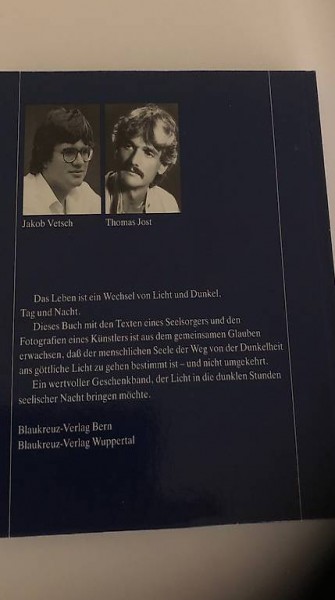 Jakob Vetsch
Thomas Jost
Das Leben ist ein Wechsel von Licht und Dunkel,
Tag und Nacht.
Dieses Buch mit den Texten eines Seelsorgers und den
Fotografien eines Künstlers ist aus dem gemeinsamen Glauben
erwachsen, daß der menschlichen Seele der Weg von der Dunkelheit
ans göttliche Licht zu gehen bestimmt ist – und nicht umgekehrt.
Ein wertvoller Geschenkband, der Licht in die dunklen Stunden
seelischer Nacht bringen möchte.
Blaukreuz-Verlag Bern
Blaukreuz-Verlag Wuppertal